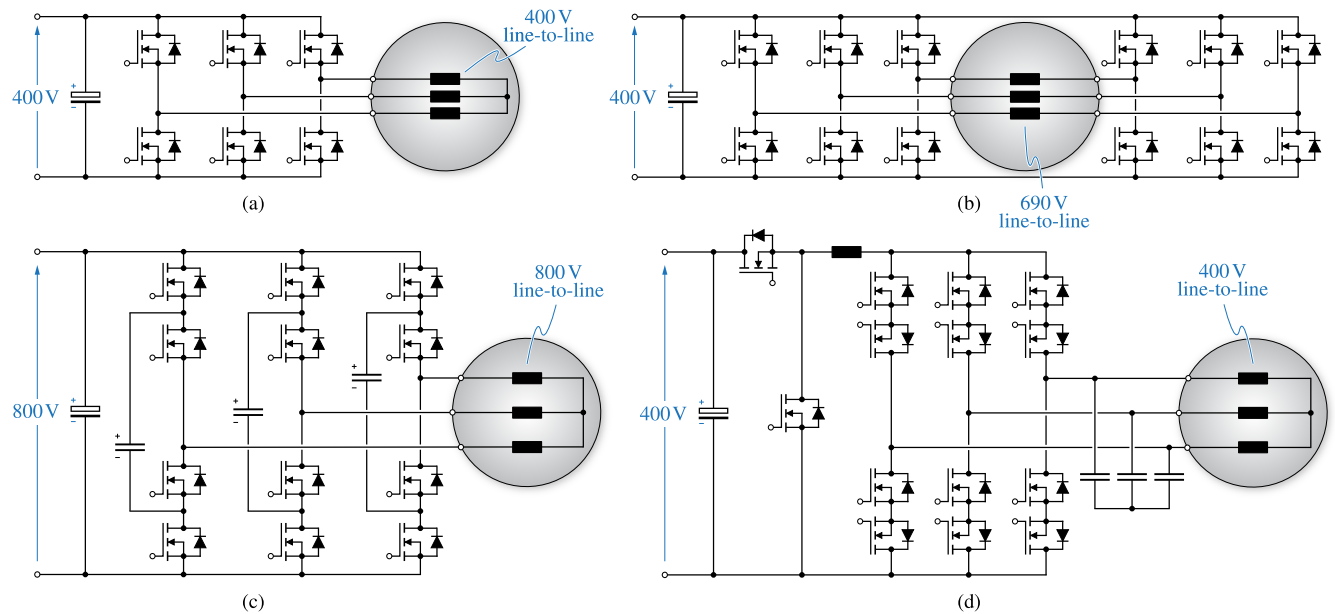 400 V
line-to-line
400 V
+
−
(a)
400 V
+
−
690 V
line-to-line
(b)
800 V
line-to-line
800 V
+
−
+
−
+
−
+
−
(c)
400 V
line-to-line
400 V
+
−
(d)